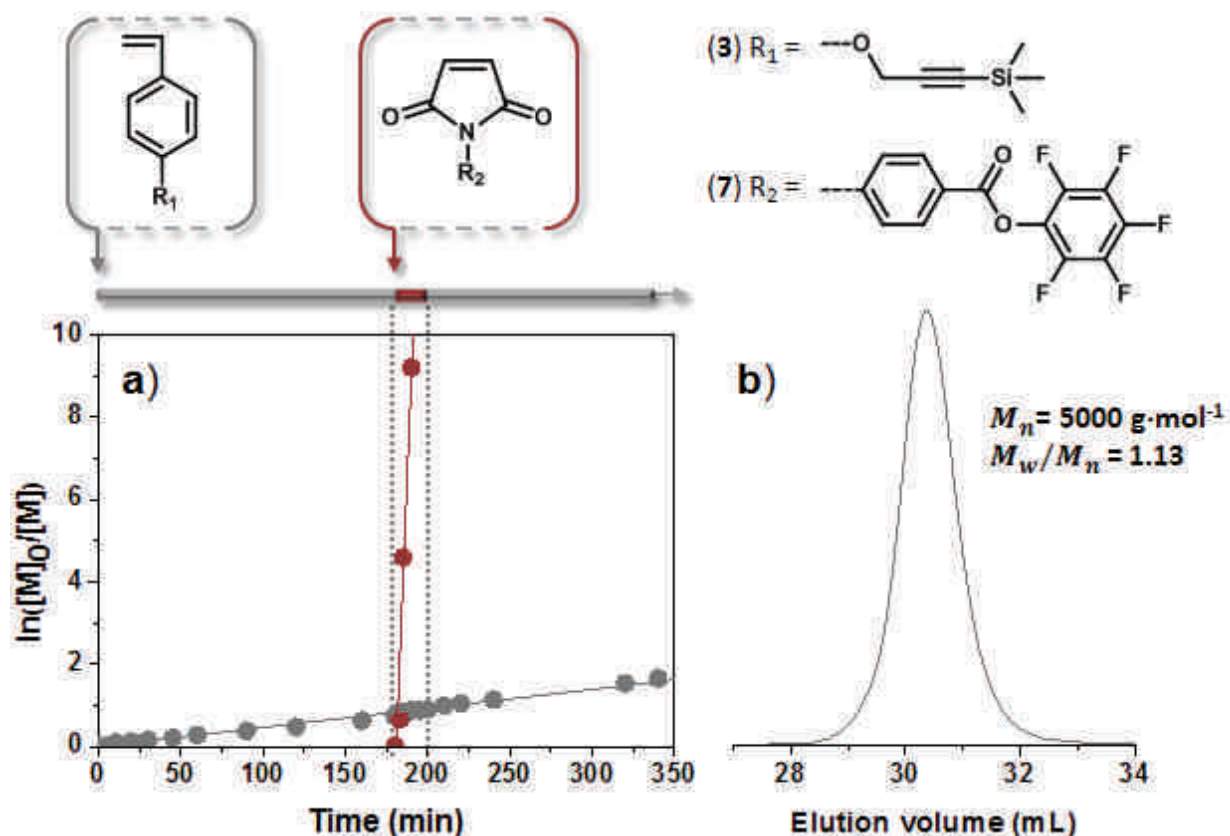 R₁
O
O
N
R₂
(3) R₁ =
O
Si
(7) R₂ =
O
O
F
F
F
F
F
a)
ln([M]₀/[M])
10
8
6
4
2
0
0 50 100 150 200 250 300 350
Time (min)
b)
Mn= 5000 g·mol⁻¹
Mw/Mn = 1.13
28 30 32 34
Elution volume (mL)